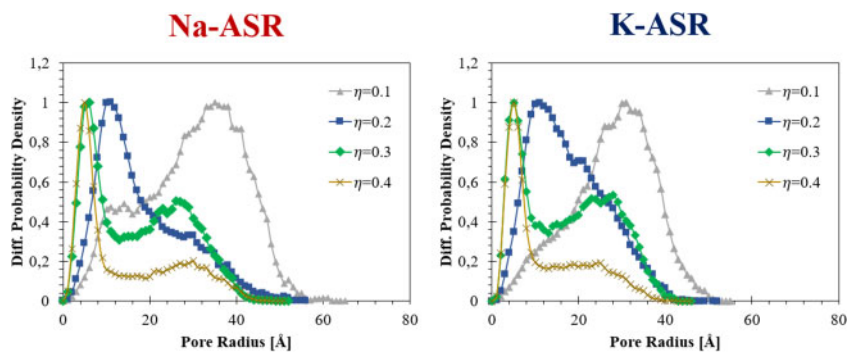 Na-ASR
K-ASR
Diff. Probability Density
1,2
1
0,8
0,6
0,4
0,2
0
0
20
40
60
80
Pore Radius [Å]
η=0.1
η=0.2
η=0.3
η=0.4
Diff. Probability Density
1,2
1
0,8
0,6
0,4
0,2
0
0
20
40
60
80
Pore Radius [Å]
η=0.1
η=0.2
η=0.3
η=0.4